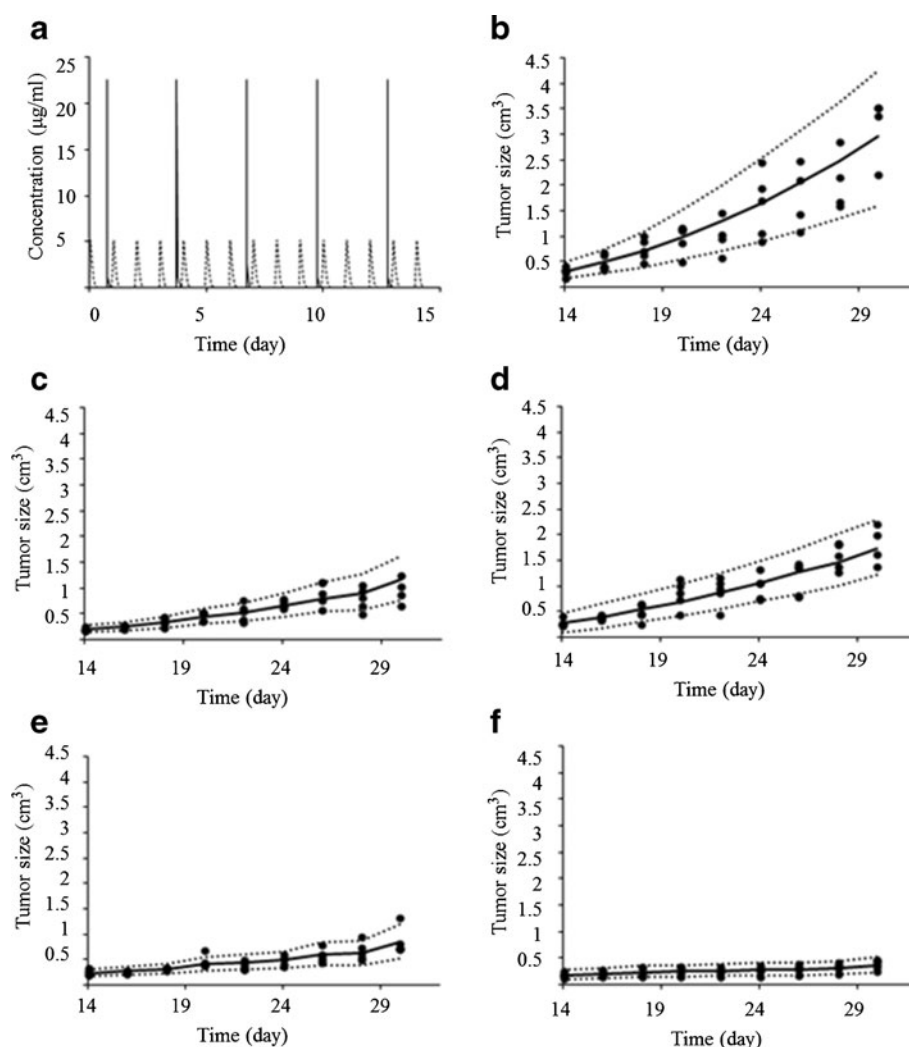 a
Concentration (μg/ml)
25
20
15
10
5
0 5 10 15
Time (day)
b
Tumor size (cm³)
4.5
4
3.5
3
2.5
2
1.5
1
0.5
14 19 24 29
Time (day)
c
Tumor size (cm³)
4.5
4
3.5
3
2.5
2
1.5
1
0.5
14 19 24 29
Time (day)
d
Tumor size (cm³)
4.5
4
3.5
3
2.5
2
1.5
1
0.5
14 19 24 29
Time (day)
e
Tumor size (cm³)
4.5
4
3.5
3
2.5
2
1.5
1
0.5
14 19 24 29
Time (day)
f
Tumor size (cm³)
4.5
4
3.5
3
2.5
2
1.5
1
0.5
14 19 24 29
Time (day)